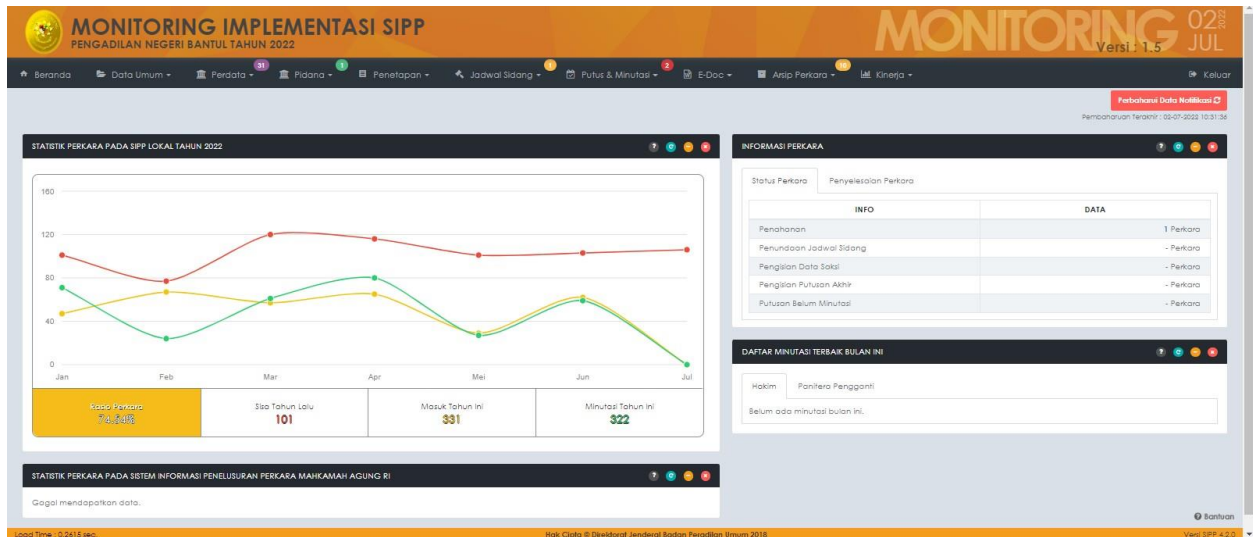 MONITORING IMPLEMENTASI SIPP
PENGADILAN NEGERI BANTUL TAHUN 2022
MONITORING
Versi : 1.5
02
JUL
Beranda
Data Umum
Perdata 31
Pidana 1
Penetapan
Jadwal Sidang 1
Putus & Minutasi 2
E-Doc
Arsip Perkara 10
Kinerja
Keluar
Perbaharui Data Notifikasi
Pembaharuan Terakhir : 02-07-2022 10:31:36
STATISTIK PERKARA PADA SIPP LOKAL TAHUN 2022
160
120
80
40
0
Jan Feb Mar Apr Mei Jun Jul
Rasio Perkara
74.54%
Sisa Tahun Lalu
101
Masuk Tahun Ini
331
Minutasi Tahun Ini
322
STATISTIK PERKARA PADA SISTEM INFORMASI PENELUSURAN PERKARA MAHKAMAH AGUNG RI
Gagal mendapatkan data.
INFORMASI PERKARA
Status Perkara Penyelesaian Perkara
INFO DATA
Penahanan 1 Perkara
Penundaan Jadwal Sidang - Perkara
Pengisian Data Saksi - Perkara
Pengisian Putusan Akhir - Perkara
Putusan Belum Minutasi - Perkara
DAFTAR MINUTASI TERBAIK BULAN INI
Hakim Panitera Pengganti
Belum ada minutasi bulan ini.
Bantuan
Load Time : 0.2615 sec.
Hak Cipta © Direktorat Jenderal Badan Peradilan Umum 2018
Versi SIPP 4.2.0